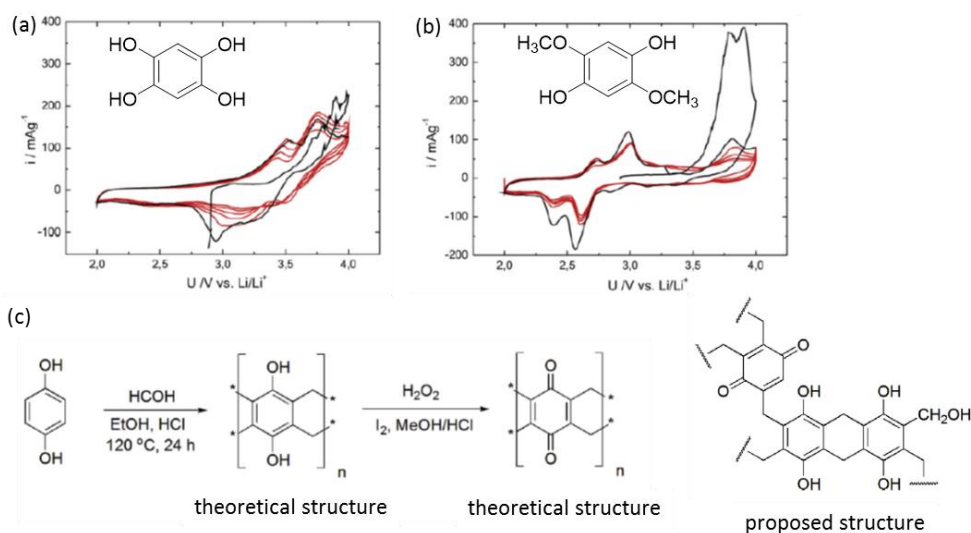 (a)
400
300
200
100
0
-100
i / mAg⁻¹
HO
OH
HO
OH
2,0
2,5
3,0
3,5
4,0
U /V vs. Li/Li⁺
(b)
400
300
200
100
0
-100
-200
i / mAg⁻¹
H₃CO
OH
HO
OCH₃
2,0
2,5
3,0
3,5
4,0
U /V vs. Li/Li⁺
(c)
OH
OH
HCOH
EtOH, HCl
120 °C, 24 h
OH
*
*
*
*
OH
n
theoretical structure
H₂O₂
I₂, MeOH/HCl
O
*
*
*
*
O
n
theoretical structure
O
O
OH
OH
CH₂OH
OH
OH
proposed structure